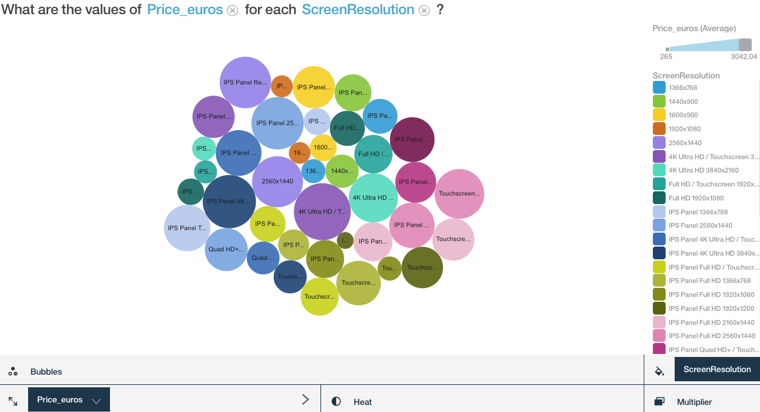 What are the values of Price_euros for each ScreenResolution ?
Price_euros (Average)
265 3042.04
ScreenResolution
1366x768
1440x900
1600x900
1920x1080
2560x1440
4K Ultra HD / Touchscreen 3...
4K Ultra HD 3840x2160
Full HD / Touchscreen 1920x...
Full HD 1920x1080
IPS Panel 1366x768
IPS Panel 2560x1440
IPS Panel 4K Ultra HD / Touc...
IPS Panel 4K Ultra HD 3840x...
IPS Panel Full HD / Touchscr...
IPS Panel Full HD 1366x768
IPS Panel Full HD 1920x1080
IPS Panel Full HD 1920x1200
IPS Panel Full HD 2160x1440
IPS Panel Full HD 2560x1440
IPS Panel Quad HD+ / Touch...
IPS Panel Re...
IP...
IPS Panel...
IPS Pan...
IPS Panel...
IPS Panel 25...
IPS ...
Full HD...
IPS Pa...
IPS Panel ...
IPS...
IPS Panel ...
19...
1600...
Full HD /...
IPS...
2560x1440
136...
1440x...
IPS Panel...
IPS ...
IPS Panel 4K ...
4K Ultra HD / T...
4K Ultra HD ...
Touchscreen...
IPS Panel T...
IPS Pa...
IPS Panel ...
Quad HD+...
IPS P...
I...
IPS Pan...
Touchscre...
Quad ...
IPS Pan...
Tou...
Touchscr...
Touchs...
Touchscre...
Touchscr...
Bubbles
ScreenResolution
Price_euros
Heat
Multiplier